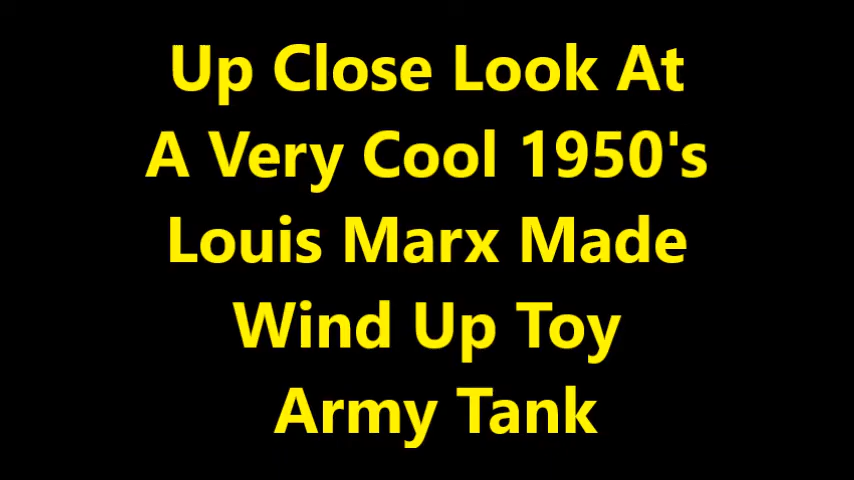 Up Close Look At
A Very Cool 1950's
Louis Marx Made
Wind Up Toy
Army Tank